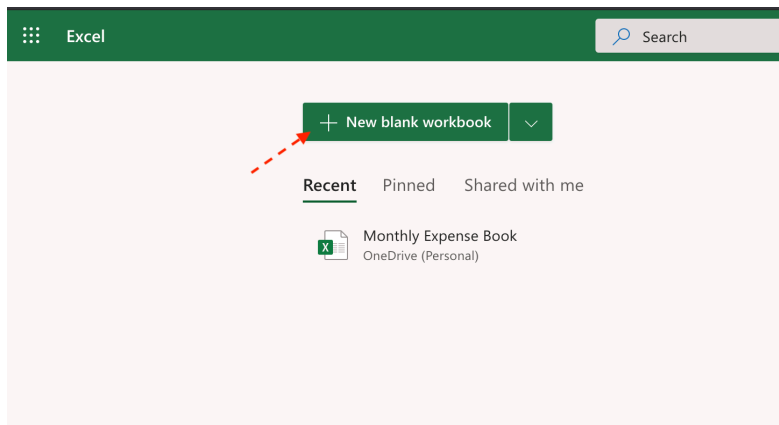 Excel
Search
New blank workbook
Recent Pinned Shared with me
X
Monthly Expense Book
OneDrive (Personal)